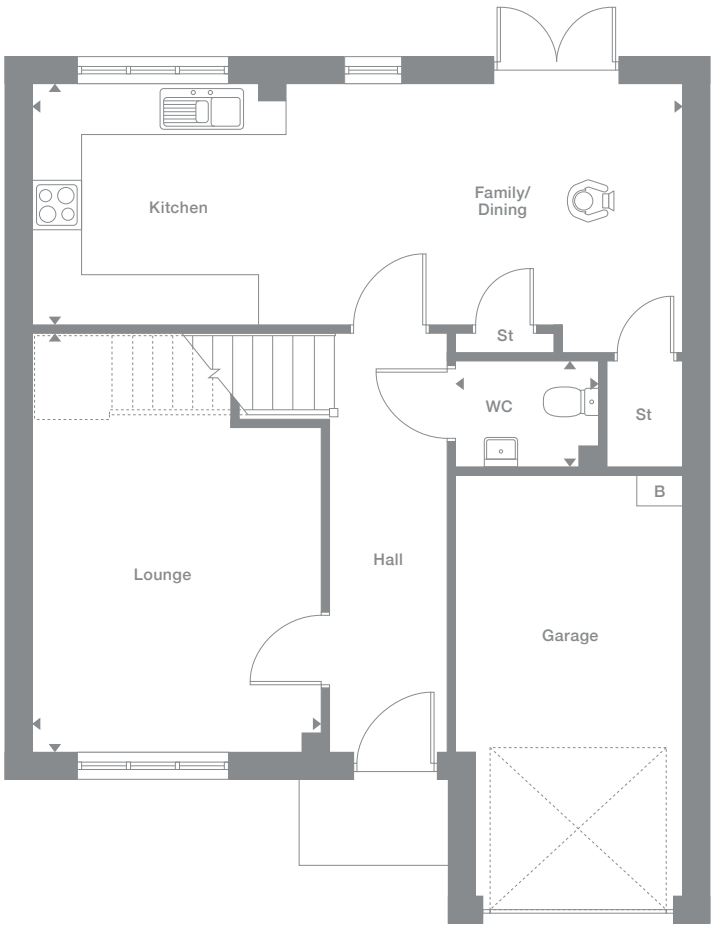 Kitchen
Family/
Dining
St
WC
St
B
Hall
Lounge
Garage